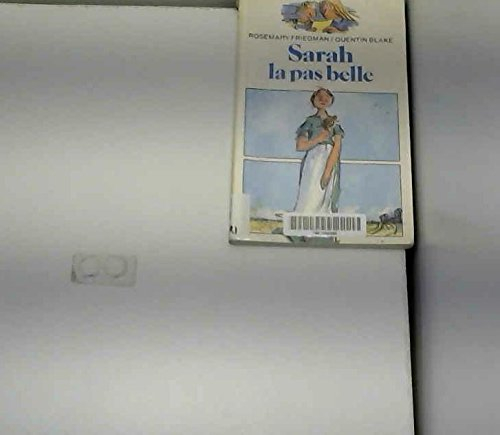 ROSEMARY FRIEDMAN / QUENTIN BLAKE
Sarah
la pas belle